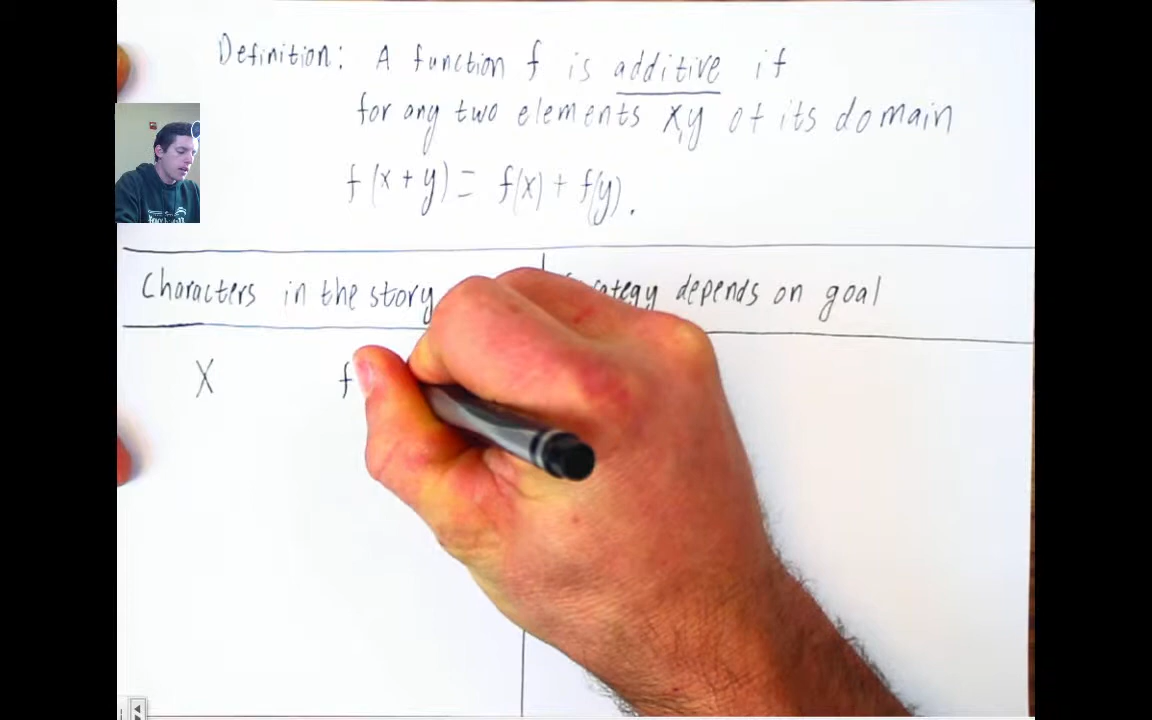 Definition: A function f is additive if
for any two elements x,y of its domain
f(x+y) = f(x) + f(y).
Characters in the story depends on goal
X f